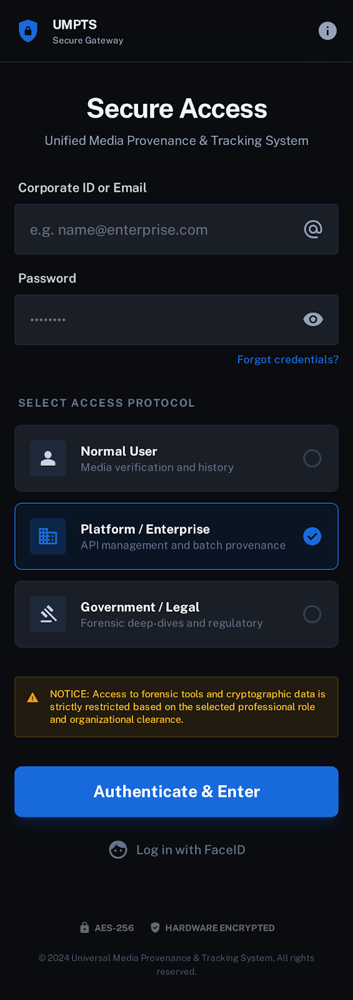 UMPTS
Secure Gateway
Secure Access
Unified Media Provenance & Tracking System
Corporate ID or Email
e.g. name@enterprise.com
Password
••••••••
Forgot credentials?
SELECT ACCESS PROTOCOL
Normal User
Media verification and history
Platform / Enterprise
API management and batch provenance
Government / Legal
Forensic deep-dives and regulatory
NOTICE: Access to forensic tools and cryptographic data is
strictly restricted based on the selected professional role
and organizational clearance.
Authenticate & Enter
Log in with FaceID
AES-256 HARDWARE ENCRYPTED
© 2024 Universal Media Provenance & Tracking System. All rights
reserved.